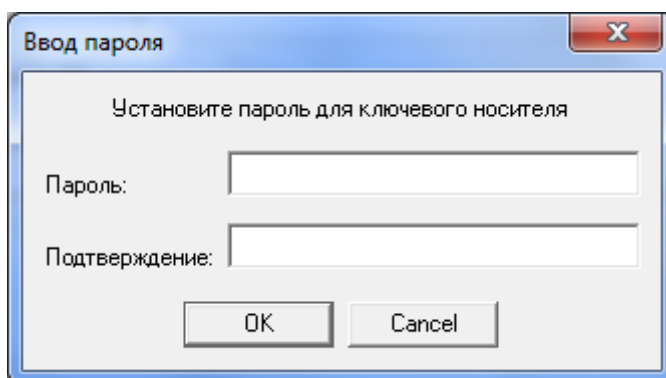 Ввод пароля
Установите пароль для ключевого носителя
Пароль:
Подтверждение:
OK Cancel